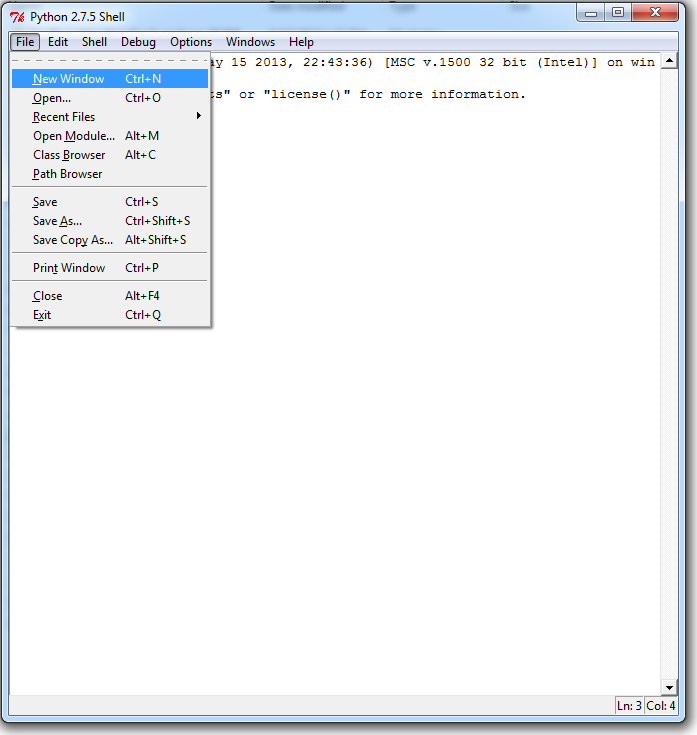 Python 2.7.5 Shell
File Edit Shell Debug Options Windows Help
ay 15 2013, 22:43:36) [MSC v.1500 32 bit (Intel)] on win
ts" or "license()" for more information.
New Window Ctrl+N
Open... Ctrl+O
Recent Files
Open Module... Alt+M
Class Browser Alt+C
Path Browser
Save Ctrl+S
Save As... Ctrl+Shift+S
Save Copy As... Alt+Shift+S
Print Window Ctrl+P
Close Alt+F4
Exit Ctrl+Q
Ln: 3 Col: 4